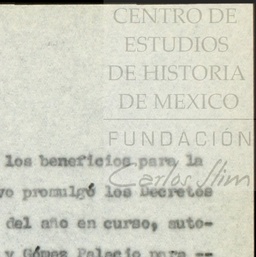 CENTRO DE
ESTUDIOS
DE HISTORIA
DE MEXICO
FUNDACIÓN
Carlos Slim
los beneficios para la
vo promulgó los Decretos
del año en curso, auto-
y Gómez Palacio para --